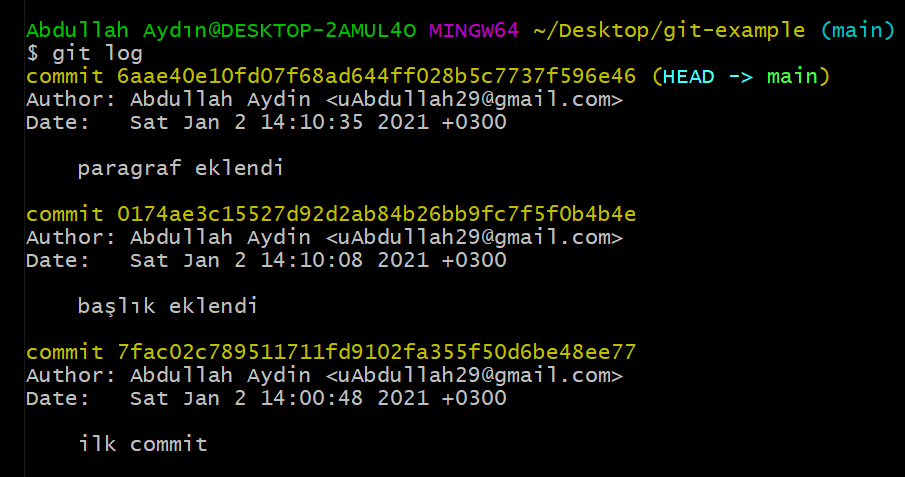 Abdullah Aydın@DESKTOP-2AMUL4O MINGW64 ~/Desktop/git-example (main)
$ git log
commit 6aae40e10fd07f68ad644ff028b5c7737f596e46 (HEAD -> main)
Author: Abdullah Aydin <uAbdullah29@gmail.com>
Date:   Sat Jan 2 14:10:35 2021 +0300
paragraf eklendi
commit 0174ae3c15527d92d2ab84b26bb9fc7f5f0b4b4e
Author: Abdullah Aydin <uAbdullah29@gmail.com>
Date:   Sat Jan 2 14:10:08 2021 +0300
başlık eklendi
commit 7fac02c789511711fd9102fa355f50d6be48ee77
Author: Abdullah Aydin <uAbdullah29@gmail.com>
Date:   Sat Jan 2 14:00:48 2021 +0300
ilk commit